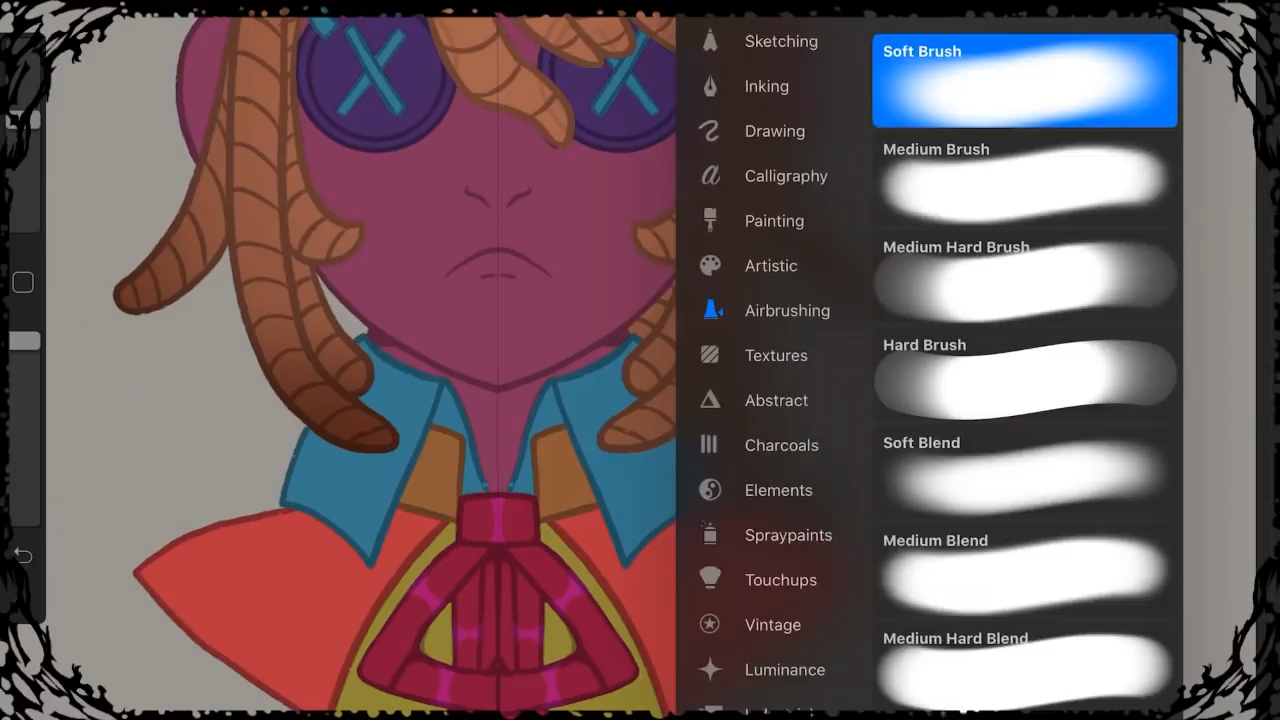 Sketching
Inking
Drawing
Calligraphy
Painting
Artistic
Airbrushing
Textures
Abstract
Charcoals
Elements
Spraypaints
Touchups
Vintage
Luminance
Soft Brush
Medium Brush
Medium Hard Brush
Hard Brush
Soft Blend
Medium Blend
Medium Hard Blend